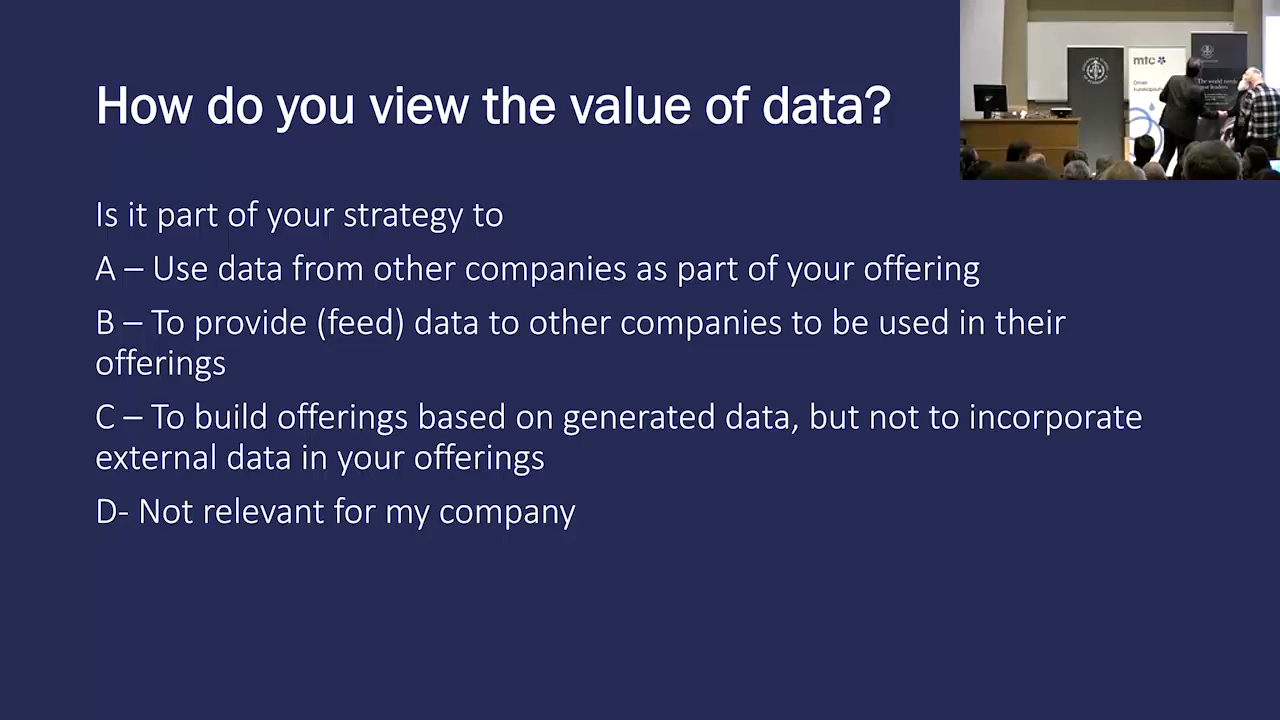 How do you view the value of data?
Is it part of your strategy to
A – Use data from other companies as part of your offering
B – To provide (feed) data to other companies to be used in their
offerings
C – To build offerings based on generated data, but not to incorporate
external data in your offerings
D- Not relevant for my company
mtc
The world needs